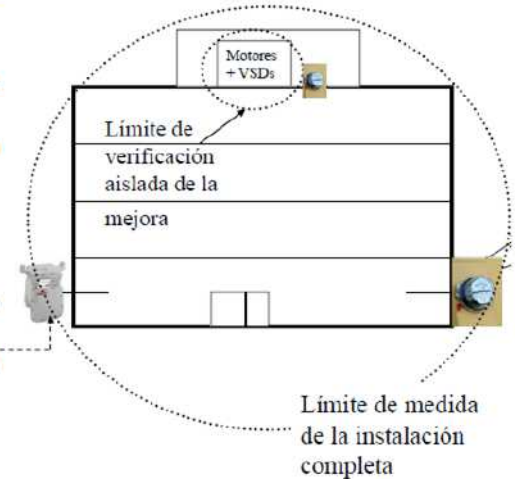 Motores
+ VSDs
Límite de
verificación
aislada de la
mejora
Límite de medida
de la instalación
completa